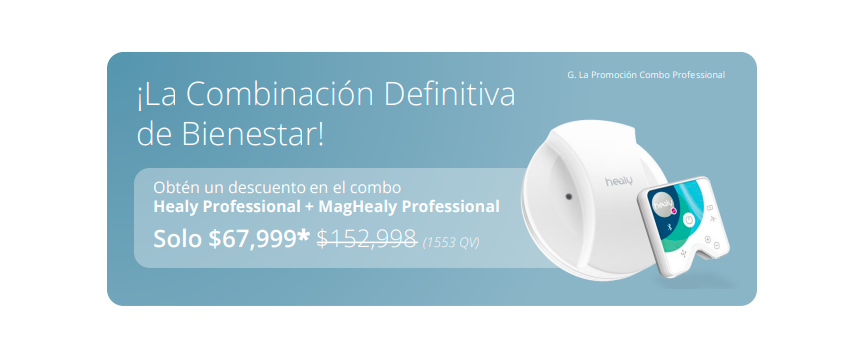 G. La Promoción Combo Professional
¡La Combinación Definitiva
de Bienestar!
Obtén un descuento en el combo
Healy Professional + MagHealy Professional
Solo $67,999* $152,998 (1553 QV)
healy
healy